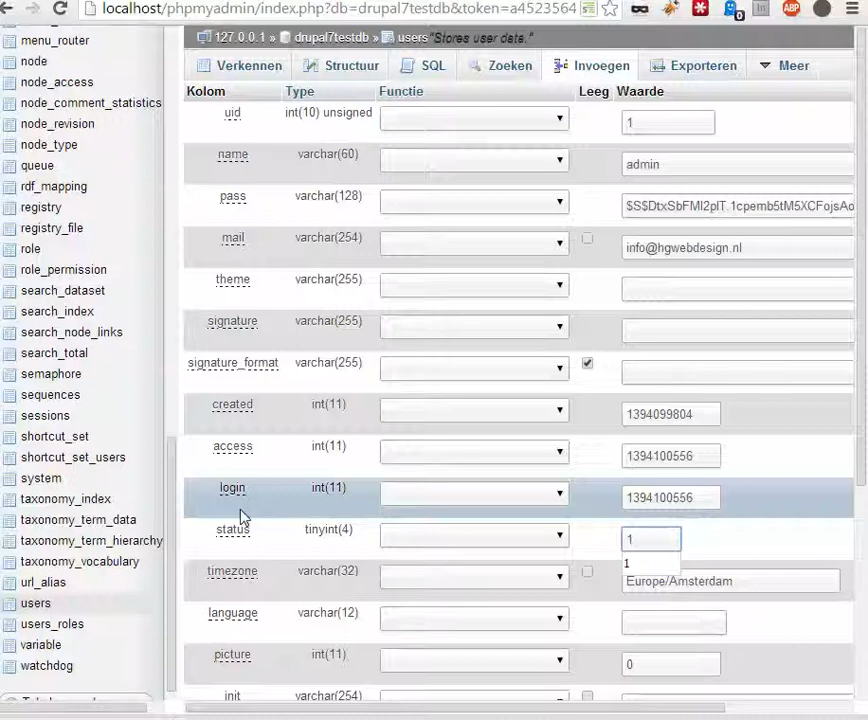 localhost/phpmyadmin/index.php?db=drupal7testdb&token=a4523564
127.0.0.1 » drupal7testdb » users "Stores user data."
menu_router
node
node_access
node_comment_statistics
node_revision
node_type
queue
rdf_mapping
registry
registry_file
role
role_permission
search_dataset
search_index
search_node_links
search_total
semaphore
sequences
sessions
shortcut_set
shortcut_set_users
system
taxonomy_index
taxonomy_term_data
taxonomy_term_hierarchy
taxonomy_vocabulary
url_alias
users
users_roles
variable
watchdog
Verkennen Structuur SQL Zoeken Invoegen Exporteren Meer
Kolom Type Functie Leeg Waarde
uid int(10) unsigned 1
name varchar(60) admin
pass varchar(128)
mail varchar(254) info@hgwebdesign.nl
theme varchar(255)
signature varchar(255)
signature_format varchar(255)
created int(11) 1394099804
access int(11) 1394100556
login int(11) 1394100556
status tinyint(4) 1
1
timezone varchar(32) Europe/Amsterdam
language varchar(12)
picture int(11) 0
init varchar(254)